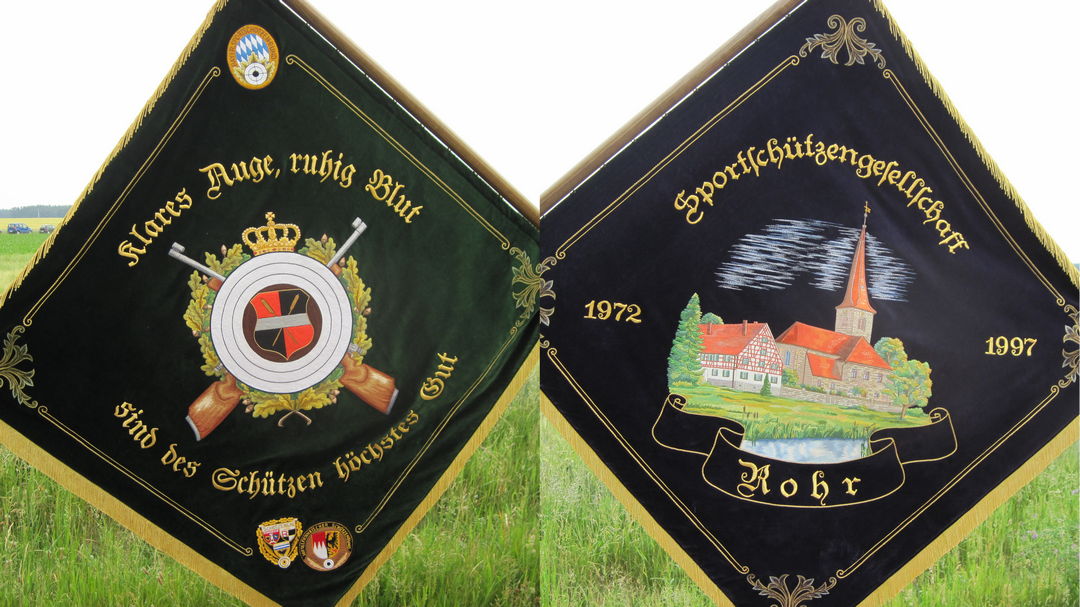 Klares Auge, ruhig Blut
sind des Schützen höchstes Gut
Sportschützengesellschaft
1972
1997
Rohr